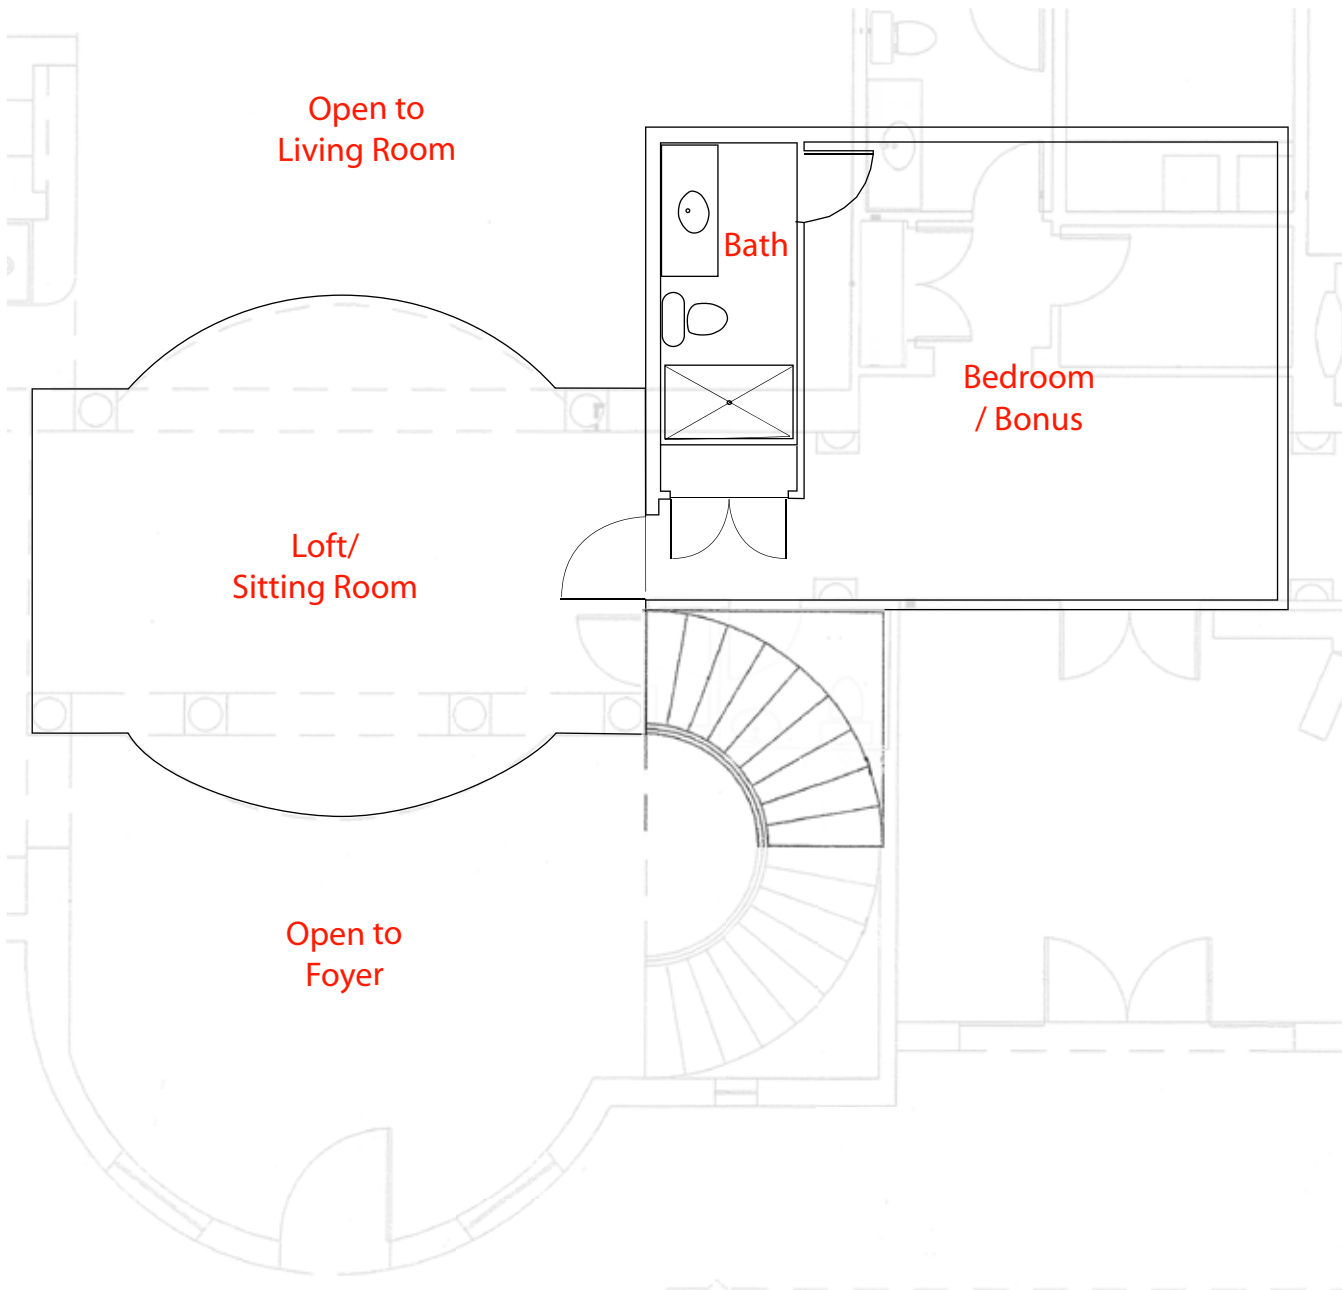 Open to
Living Room
Bath
Bedroom
/ Bonus
Loft/
Sitting Room
Open to
Foyer